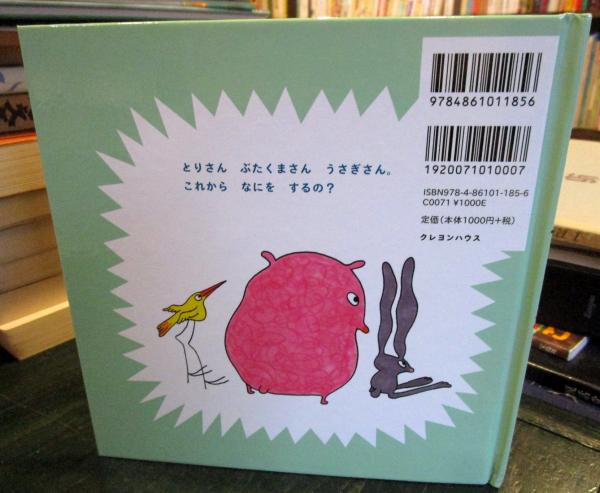 とりさん　ぶたくまさん　うさぎさん。
これから　なにを　するの？
9784861011856
1920071010007
ISBN978-4-86101-185-6
C0071 ¥1000E
定価（本体1000円＋税）
クレヨンハウス